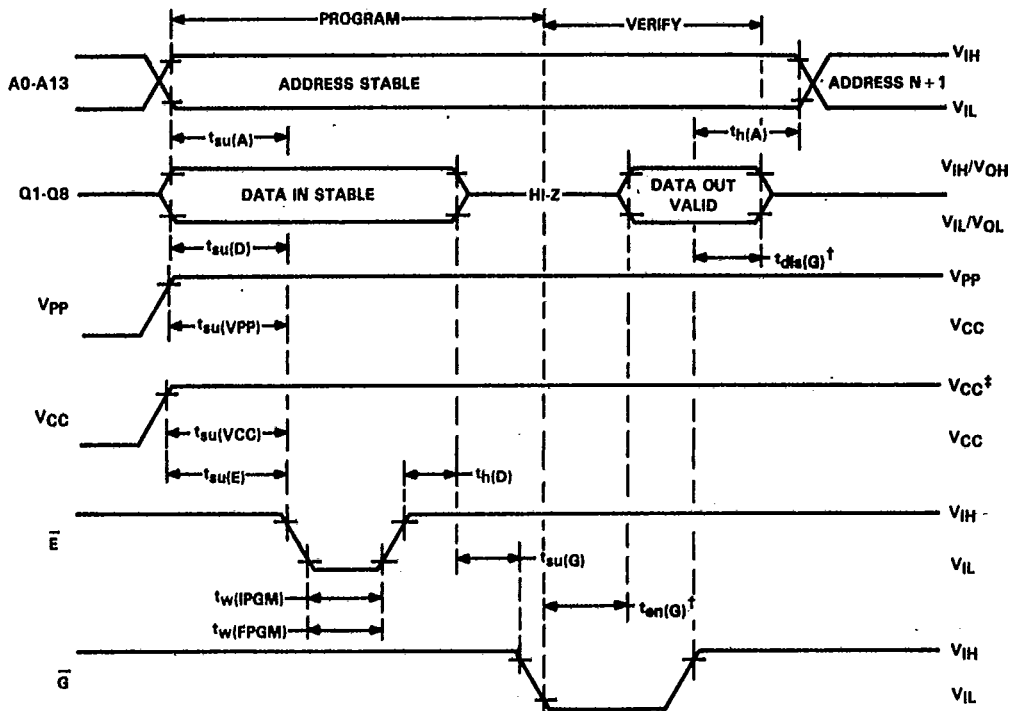 PROGRAM
VERIFY
A0-A13
ADDRESS STABLE
ADDRESS N+1
VIH
VIL
tsu(A)
th(A)
Q1-Q8
DATA IN STABLE
HI-Z
DATA OUT
VALID
VIH/VOH
VIL/VOL
tsu(D)
tdis(G)†
VPP
VPP
tsu(VPP)
VCC
VCC
VCC‡
tsu(VCC)
VCC
tsu(E)
th(D)
E̅
VIH
tsu(G)
VIL
tw(IPGM)
ten(G)†
tw(FPGM)
G̅
VIH
VIL